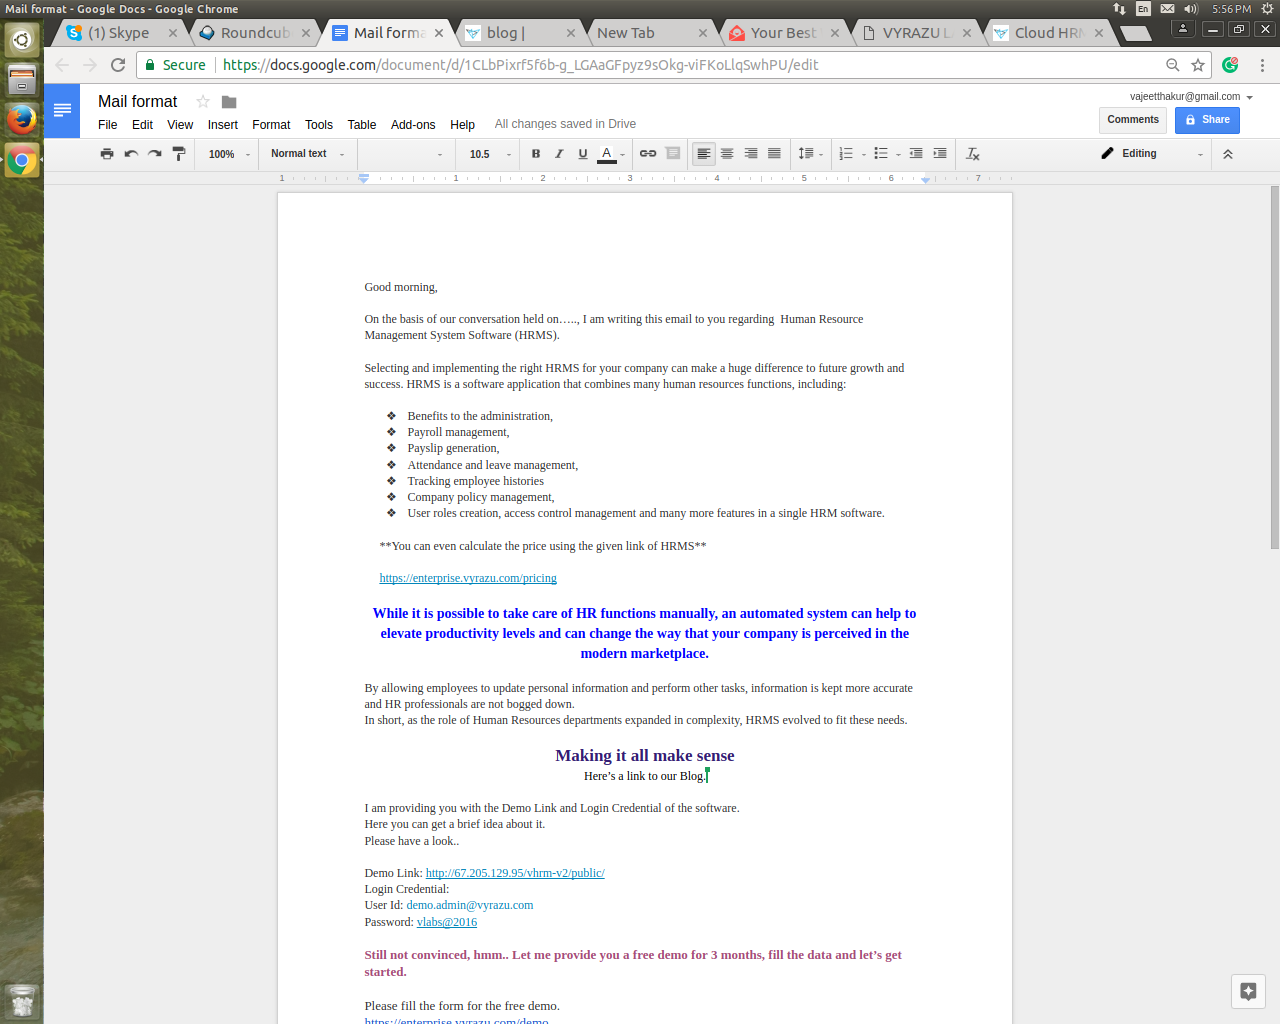 Mail format - Google Docs - Google Chrome
En
5:56 PM
(1) Skype
Roundcub
Mail forma
blog |
New Tab
Your Best
VYRAZU L
Cloud HRM
Secure
https://docs.google.com/document/d/1CLbPixrf5f6b-g_LGAaGFpyz9sOkg-viFKoLlqSwhPU/edit
Mail format
vajeetthakur@gmail.com
File Edit View Insert Format Tools Table Add-ons Help
All changes saved in Drive
Comments
Share
100%
Normal text
10.5
B I U A
Editing
1 1 2 3 4 5 6 7
Good morning,
On the basis of our conversation held on….., I am writing this email to you regarding  Human Resource
Management System Software (HRMS).
Selecting and implementing the right HRMS for your company can make a huge difference to future growth and
success. HRMS is a software application that combines many human resources functions, including:
❖ Benefits to the administration,
❖ Payroll management,
❖ Payslip generation,
❖ Attendance and leave management,
❖ Tracking employee histories
❖ Company policy management,
❖ User roles creation, access control management and many more features in a single HRM software.
**You can even calculate the price using the given link of HRMS**
https://enterprise.vyrazu.com/pricing
While it is possible to take care of HR functions manually, an automated system can help to
elevate productivity levels and can change the way that your company is perceived in the
modern marketplace.
By allowing employees to update personal information and perform other tasks, information is kept more accurate
and HR professionals are not bogged down.
In short, as the role of Human Resources departments expanded in complexity, HRMS evolved to fit these needs.
Making it all make sense
Here’s a link to our Blog.
I am providing you with the Demo Link and Login Credential of the software.
Here you can get a brief idea about it.
Please have a look..
Demo Link: http://67.205.129.95/vhrm-v2/public/
Login Credential:
User Id: demo.admin@vyrazu.com
Password: vlabs@2016
Still not convinced, hmm.. Let me provide you a free demo for 3 months, fill the data and let’s get
started.
Please fill the form for the free demo.
https://enterprise.vyrazu.com/demo